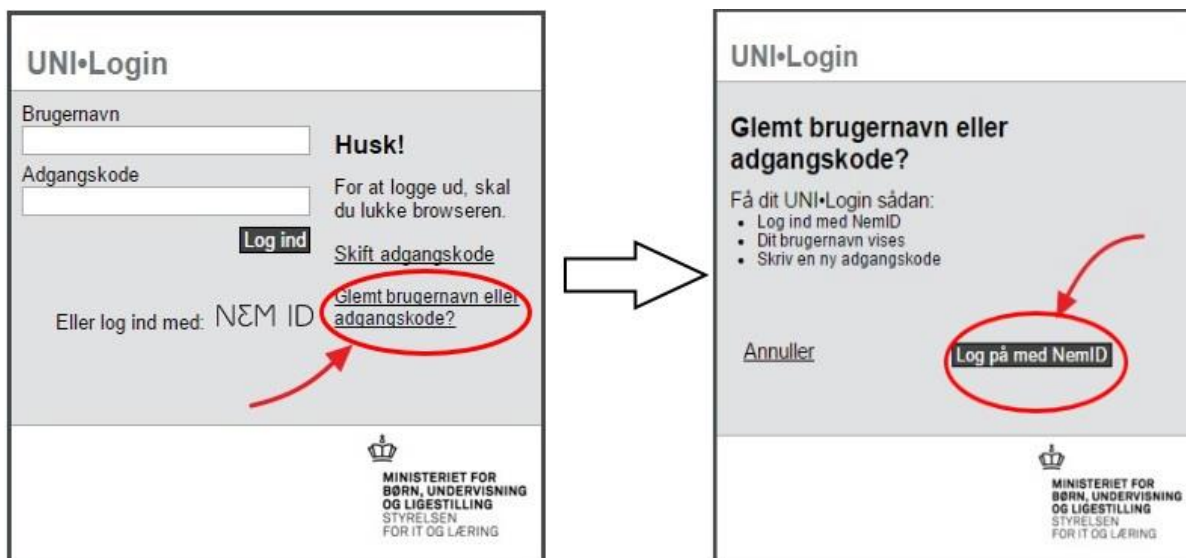 UNI•Login
Brugernavn
Adgangskode
Log ind
Eller log ind med: NEM ID
Husk!
For at logge ud, skal
du lukke browseren.
Skift adgangskode
Glemt brugernavn eller
adgangskode?
MINISTERIET FOR
BØRN, UNDERVISNING
OG LIGESTILLING
STYRELSEN
FOR IT OG LÆRING
UNI•Login
Glemt brugernavn eller
adgangskode?
Få dit UNI•Login sådan:
• Log ind med NemID
• Dit brugernavn vises
• Skriv en ny adgangskode
Annuller
Log på med NemID
MINISTERIET FOR
BØRN, UNDERVISNING
OG LIGESTILLING
STYRELSEN
FOR IT OG LÆRING